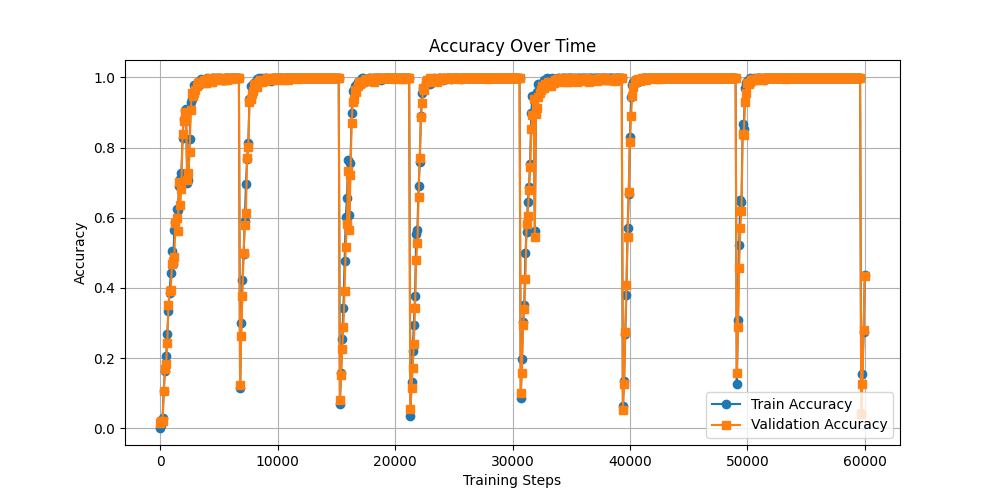 Accuracy Over Time
Accuracy
1.0
0.8
0.6
0.4
0.2
0.0
0
10000
20000
30000
40000
50000
60000
Training Steps
Train Accuracy
Validation Accuracy